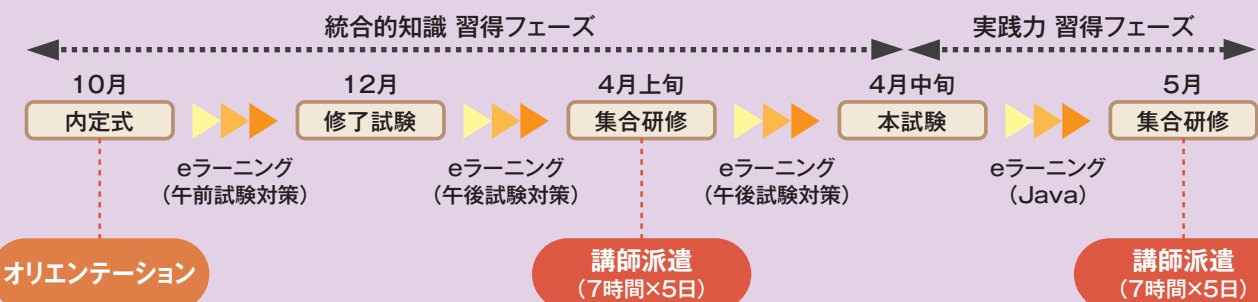 統合的知識 習得フェーズ
実践力 習得フェーズ
10月
12月
4月上旬
4月中旬
5月
内定式
修了試験
集合研修
本試験
集合研修
eラーニング
(午前試験対策)
eラーニング
(午後試験対策)
eラーニング
(午後試験対策)
eラーニング
(Java)
オリエンテーション
講師派遣
(7時間×5日)
講師派遣
(7時間×5日)